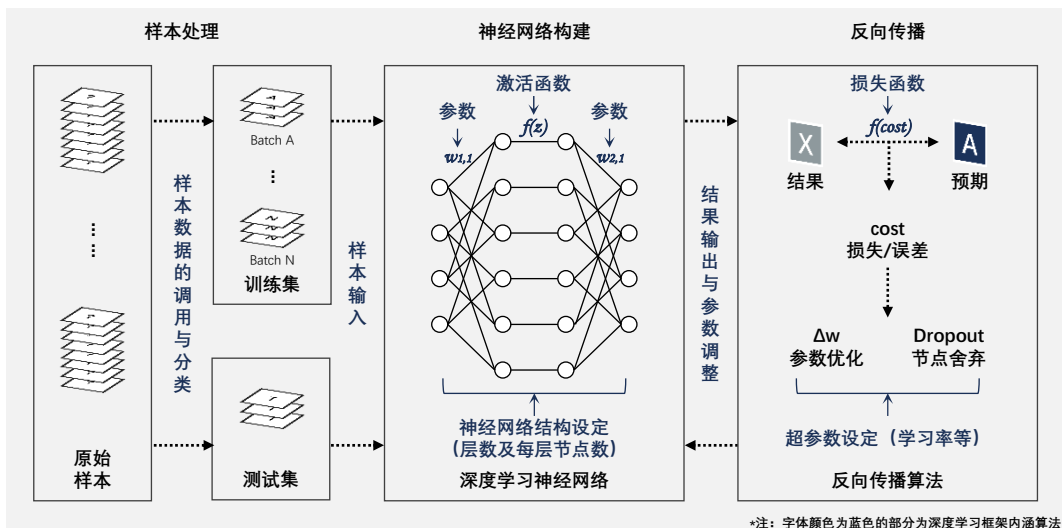 样本处理
神经网络构建
反向传播
Batch A
Batch N
训练集
原始
样本
测试集
样本数据的调用与分类
样本输入
激活函数
参数
f(z)
参数
w1,1
w2,1
神经网络结构设定
(层数及每层节点数)
深度学习神经网络
结果输出与参数调整
损失函数
f(cost)
X
A
结果
预期
cost
损失/误差
Δw
参数优化
Dropout
节点舍弃
超参数设定（学习率等）
反向传播算法
*注：字体颜色为蓝色的部分为深度学习框架内涵算法